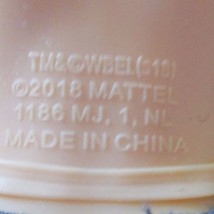 TM&©WBEI(S18)
©2018 MATTEL
1186 MJ, 1, NL
MADE IN CHINA